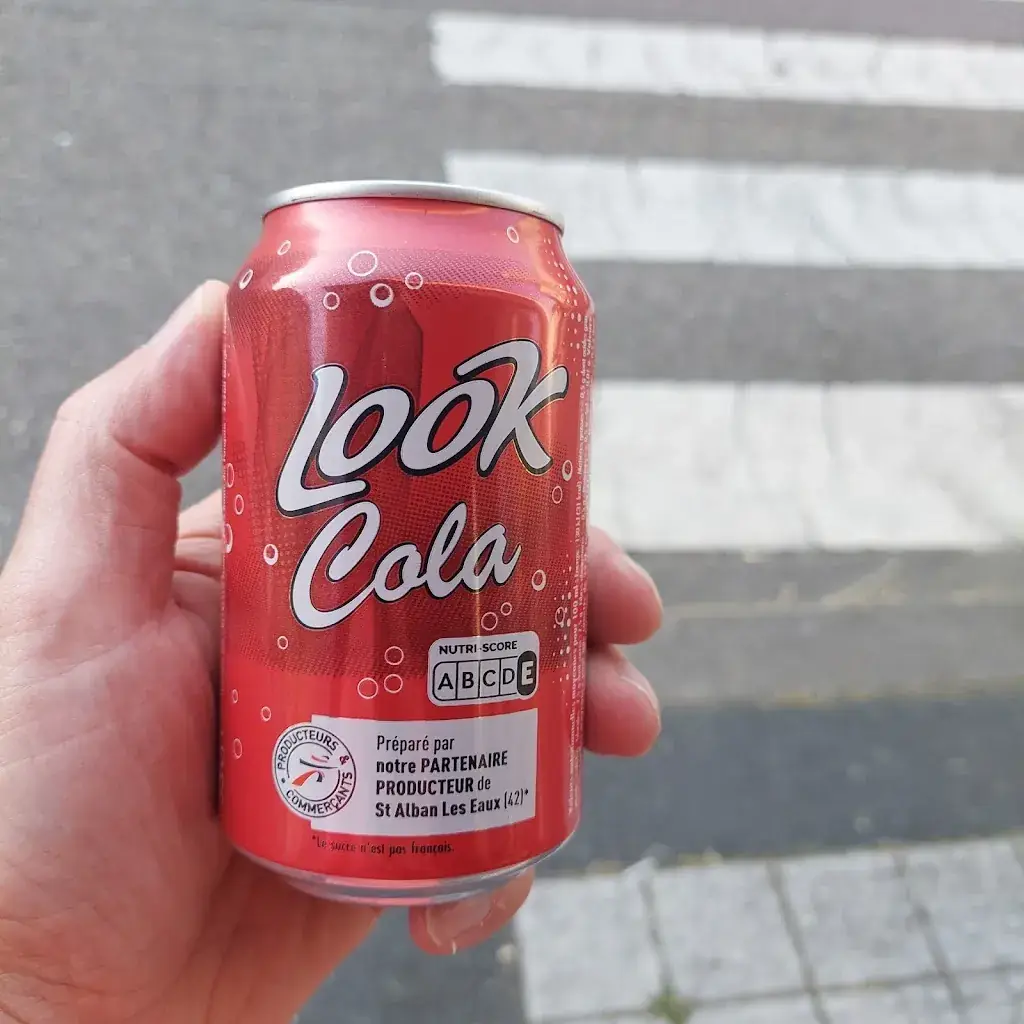 Look
Cola
NUTRI-SCORE
A B C D E
PRODUCTEURS &
COMMERÇANTS
Préparé par
notre PARTENAIRE
PRODUCTEUR de
St Alban Les Eaux (42)*
*Le sucre n'est pas français.